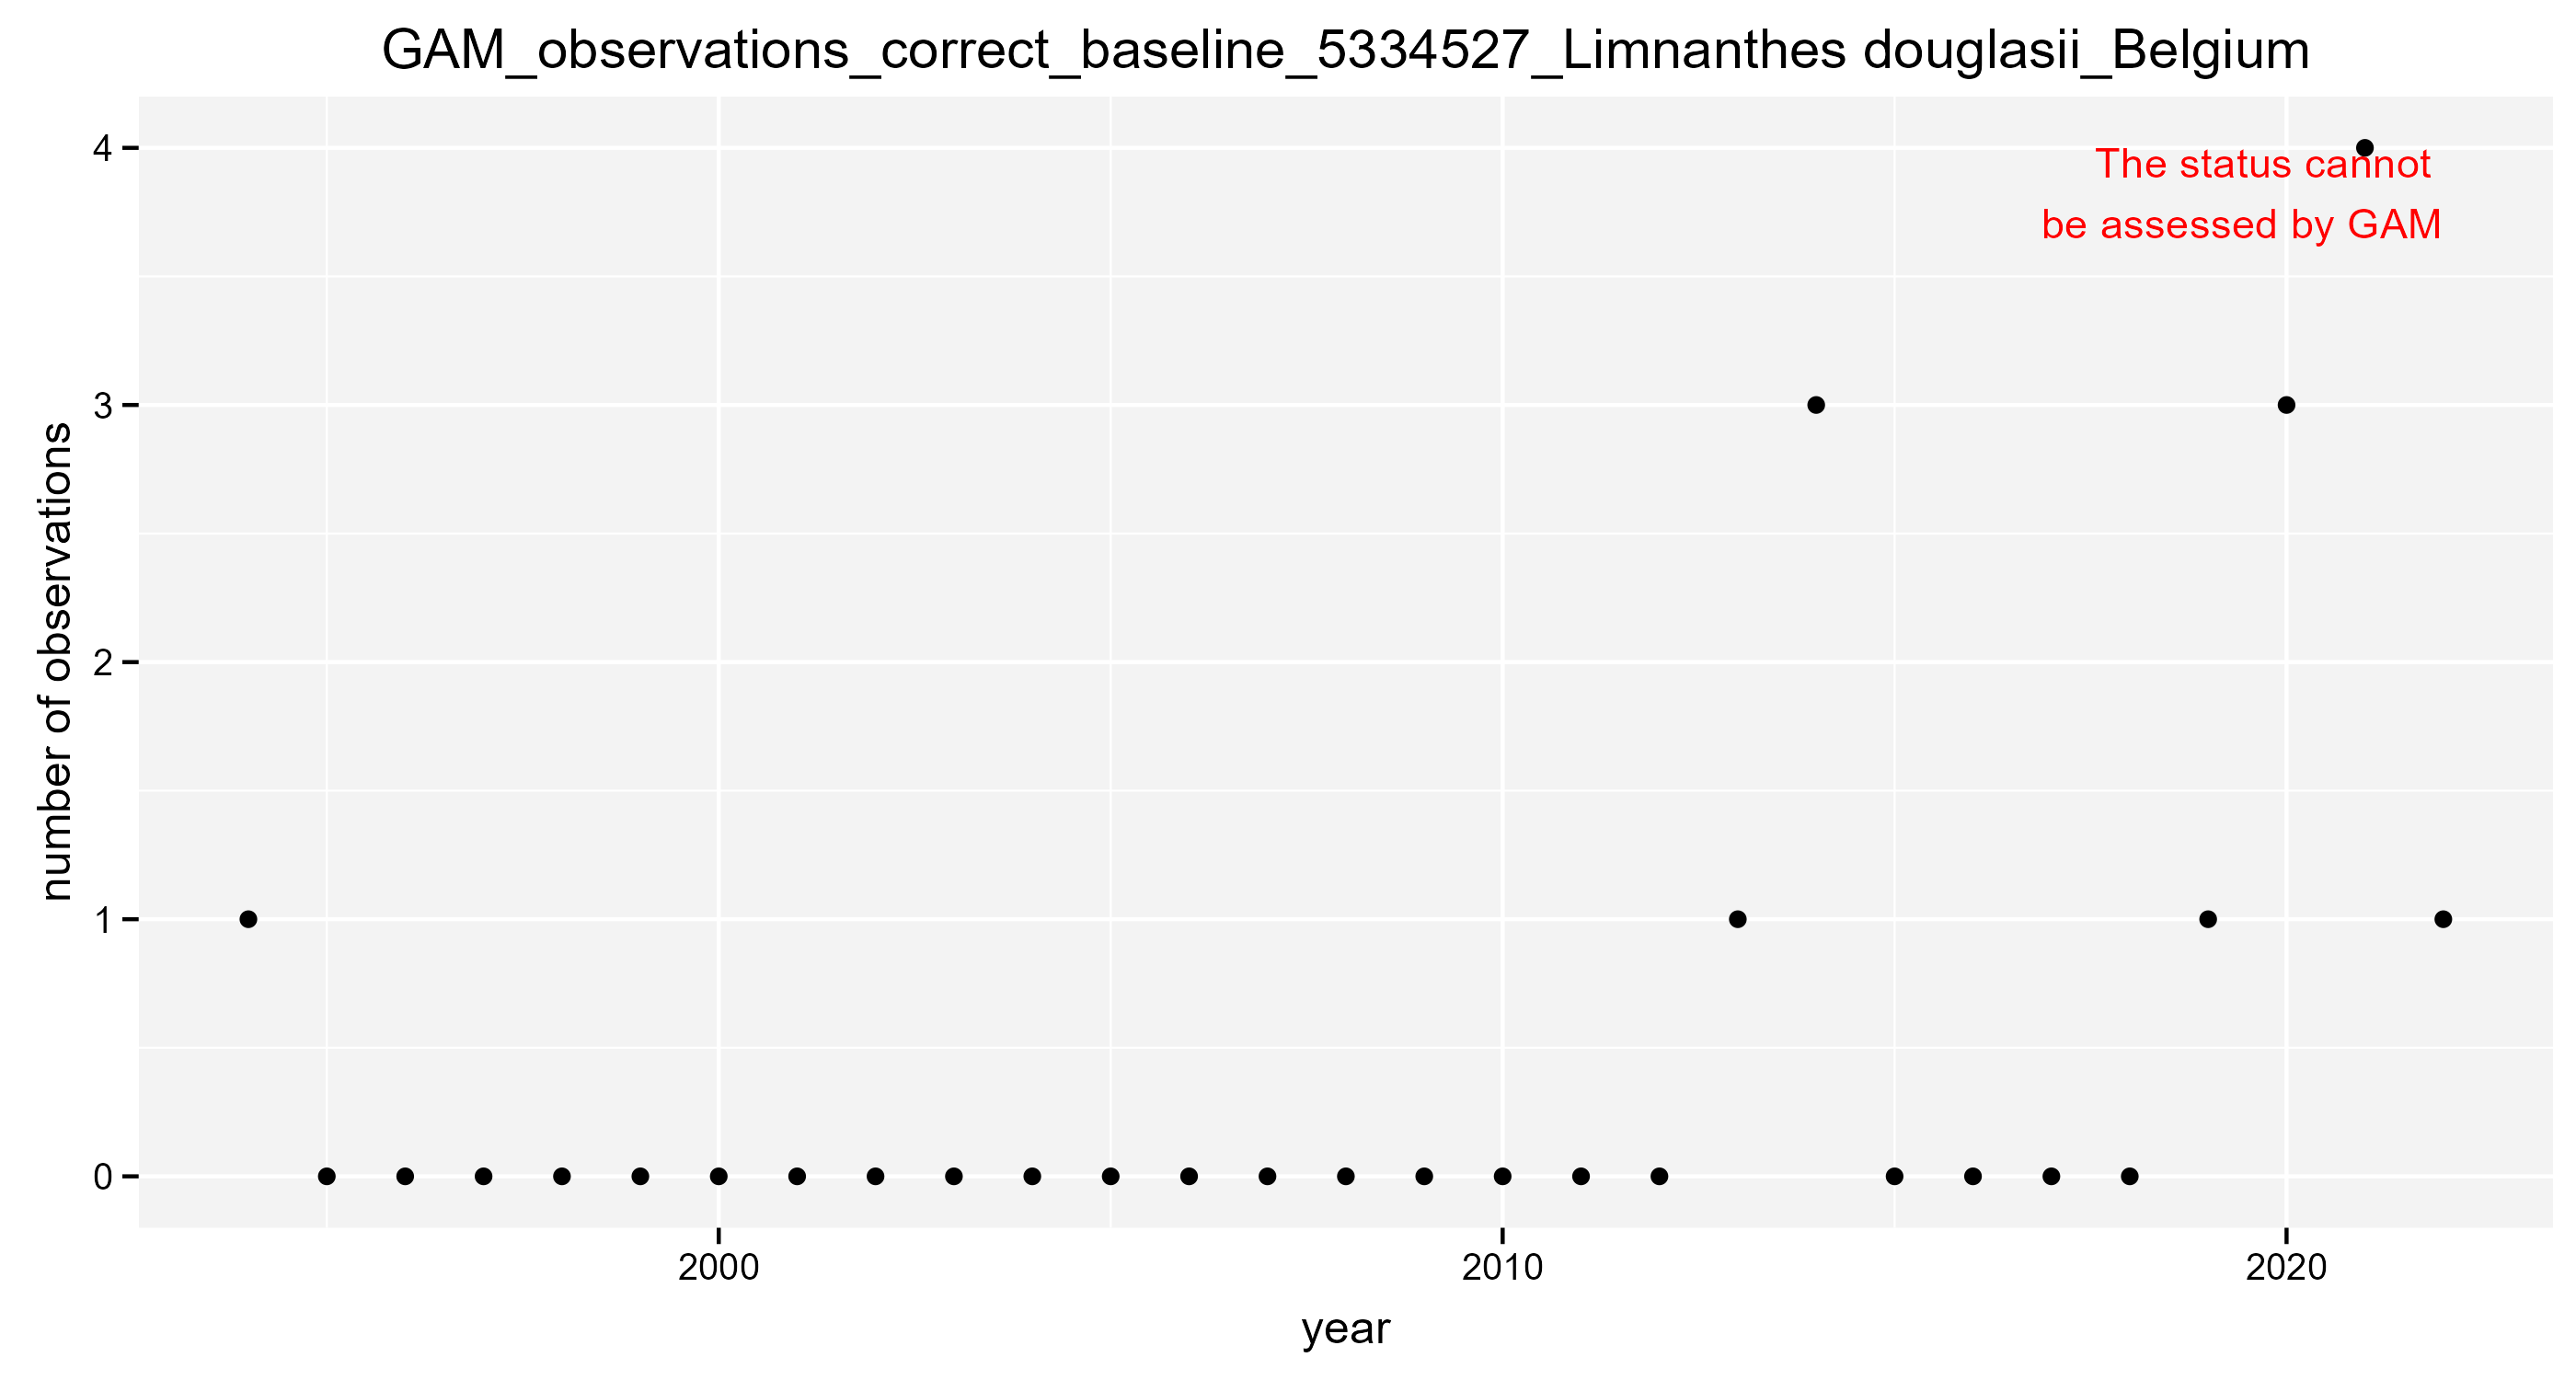 GAM_observations_correct_baseline_5334527_Limnanthes douglasii_Belgium
The status cannot
be assessed by GAM
number of observations
4
3
2
1
0
2000
2010
2020
year